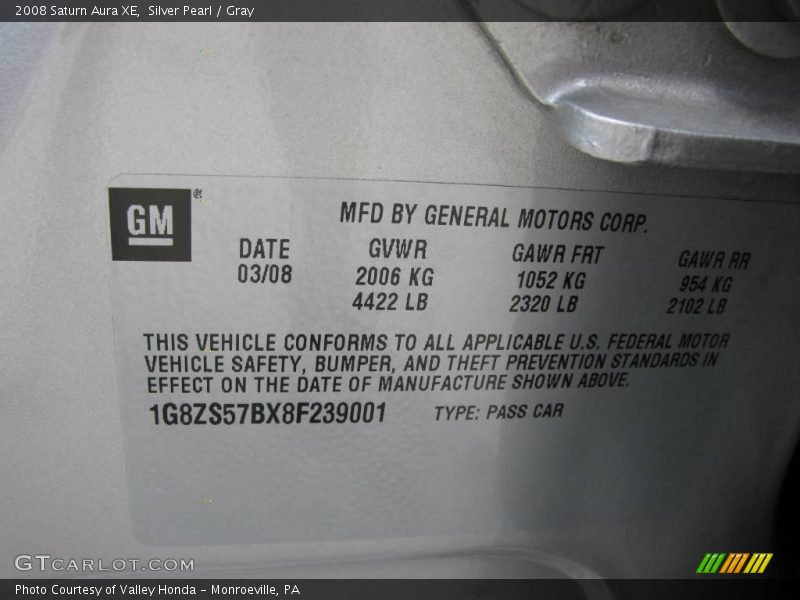 2008 Saturn Aura XE,  Silver Pearl / Gray
GM®
MFD BY GENERAL MOTORS CORP.
DATE GVWR GAWR FRT GAWR RR
03/08 2006 KG 1052 KG 954 KG
4422 LB 2320 LB 2102 LB
THIS VEHICLE CONFORMS TO ALL APPLICABLE U.S. FEDERAL MOTOR
VEHICLE SAFETY, BUMPER, AND THEFT PREVENTION STANDARDS IN
EFFECT ON THE DATE OF MANUFACTURE SHOWN ABOVE.
1G8ZS57BX8F239001 TYPE: PASS CAR
GTCARLOT.COM
Photo Courtesy of Valley Honda - Monroeville, PA